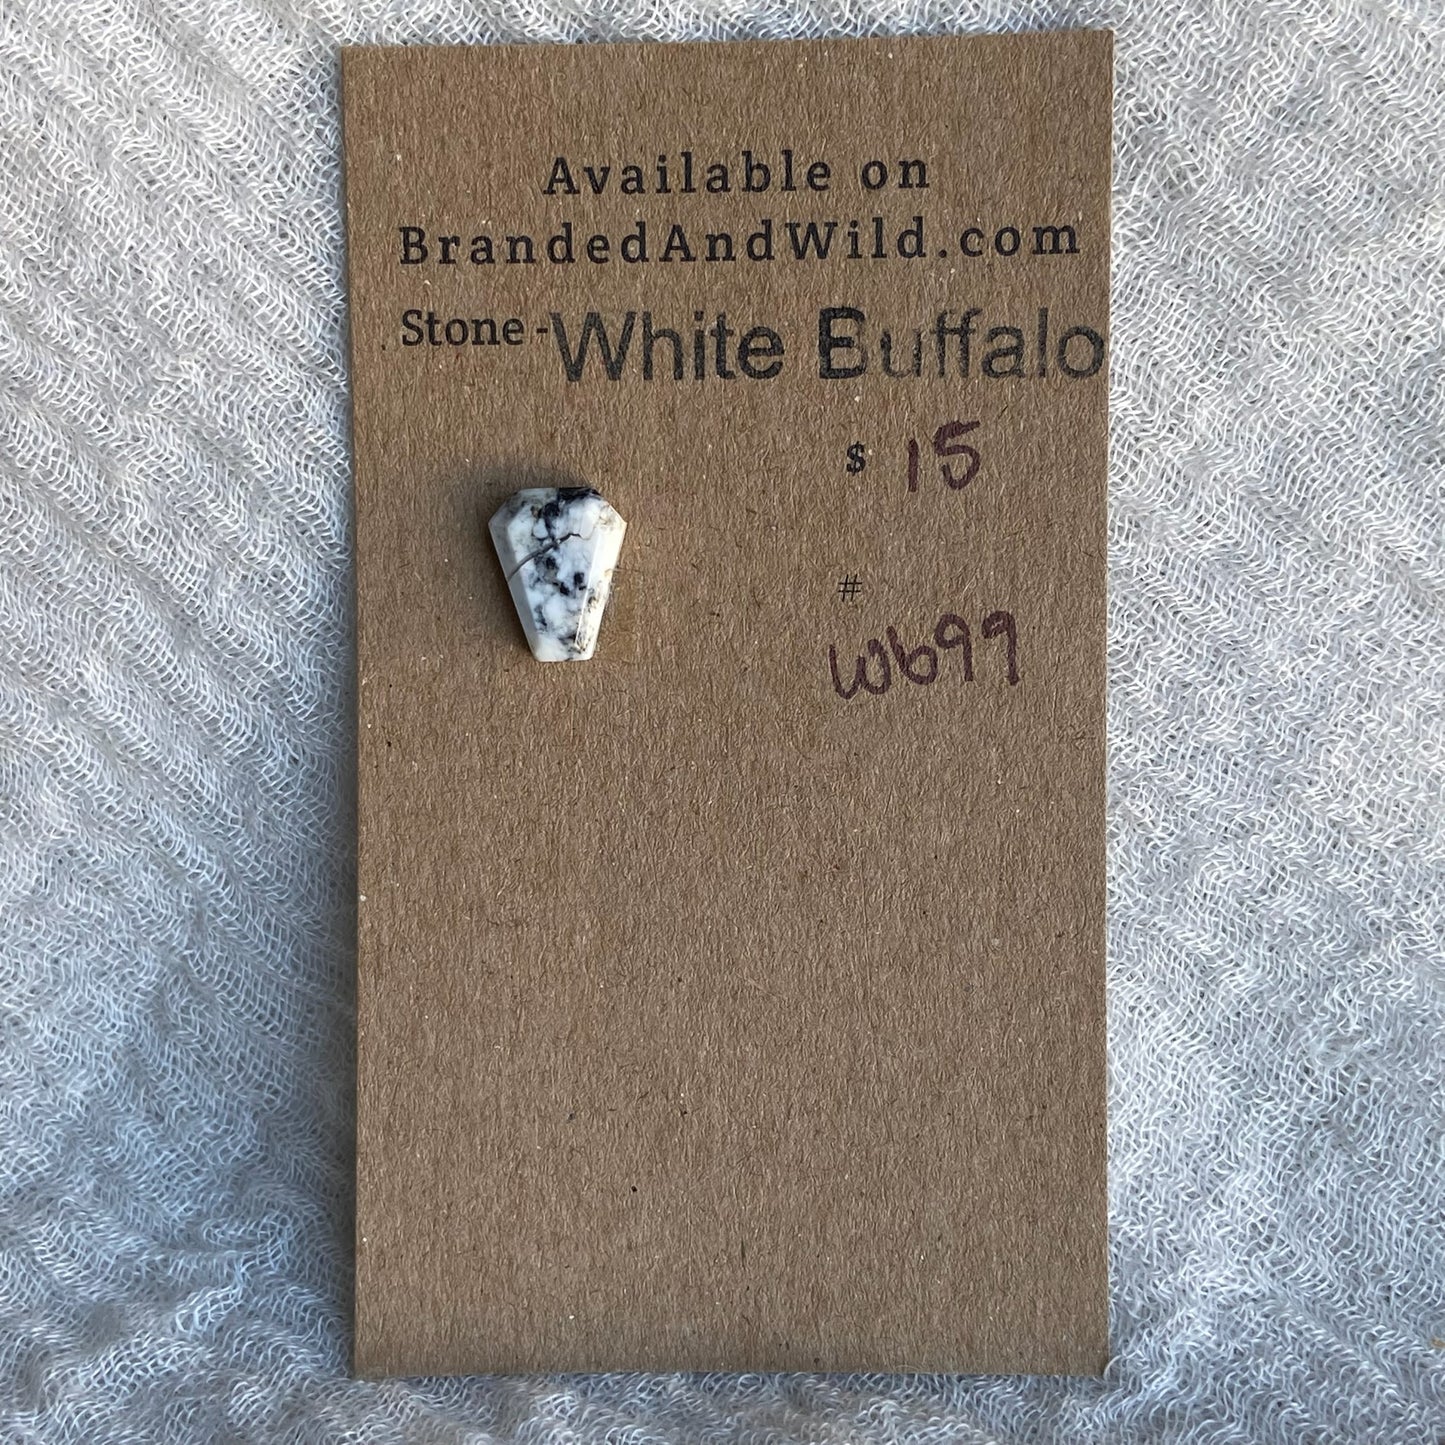 Available on
BrandedAndWild.com
Stone - White Buffalo
$ 15
#
wb99